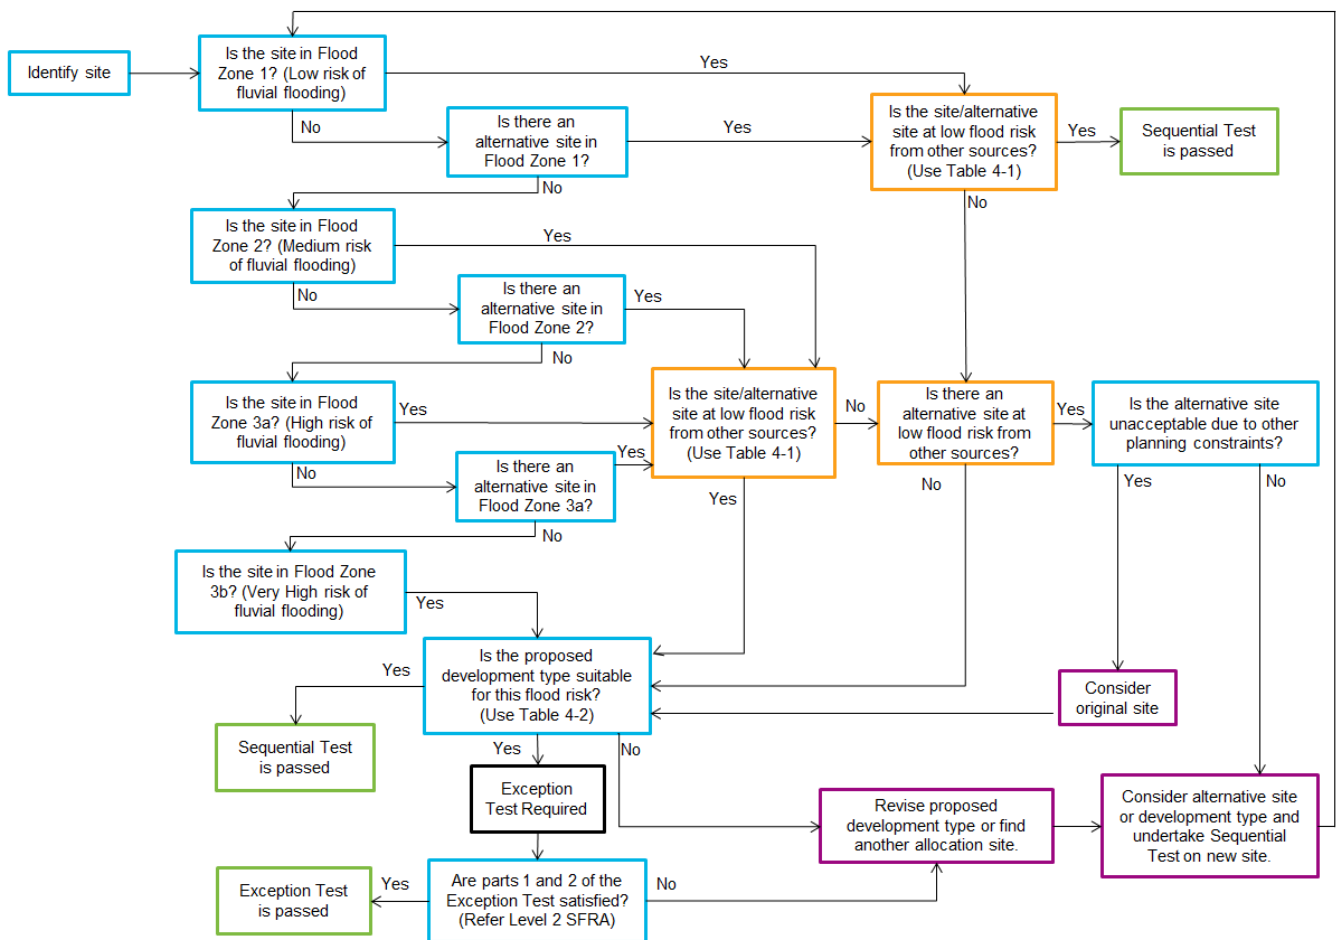 Identify site
Is the site in Flood
Zone 1? (Low risk of
fluvial flooding)
Yes
No
Is there an
alternative site in
Flood Zone 1?
Yes
No
Is the site/alternative
site at low flood risk
from other sources?
(Use Table 4-1)
Yes
No
Sequential Test
is passed
Is the site in Flood
Zone 2? (Medium risk
of fluvial flooding)
Yes
No
Is there an
alternative site in
Flood Zone 2?
Yes
No
Is the site in Flood
Zone 3a? (High risk of
fluvial flooding)
Yes
No
Is there an
alternative site in
Flood Zone 3a?
Yes
No
Is the site/alternative
site at low flood risk
from other sources?
(Use Table 4-1)
No
Yes
Is there an
alternative site at
low flood risk from
other sources?
Yes
No
Is the alternative site
unacceptable due to other
planning constraints?
Yes
No
Is the site in Flood Zone
3b? (Very High risk of
fluvial flooding)
Yes
Is the proposed
development type suitable
for this flood risk?
(Use Table 4-2)
Yes
Yes
No
Consider
original site
Sequential Test
is passed
Exception
Test Required
Revise proposed
development type or find
another allocation site.
Consider alternative site
or development type and
undertake Sequential
Test on new site.
Are parts 1 and 2 of the
Exception Test satisfied?
(Refer Level 2 SFRA)
Yes
No
Exception Test
is passed